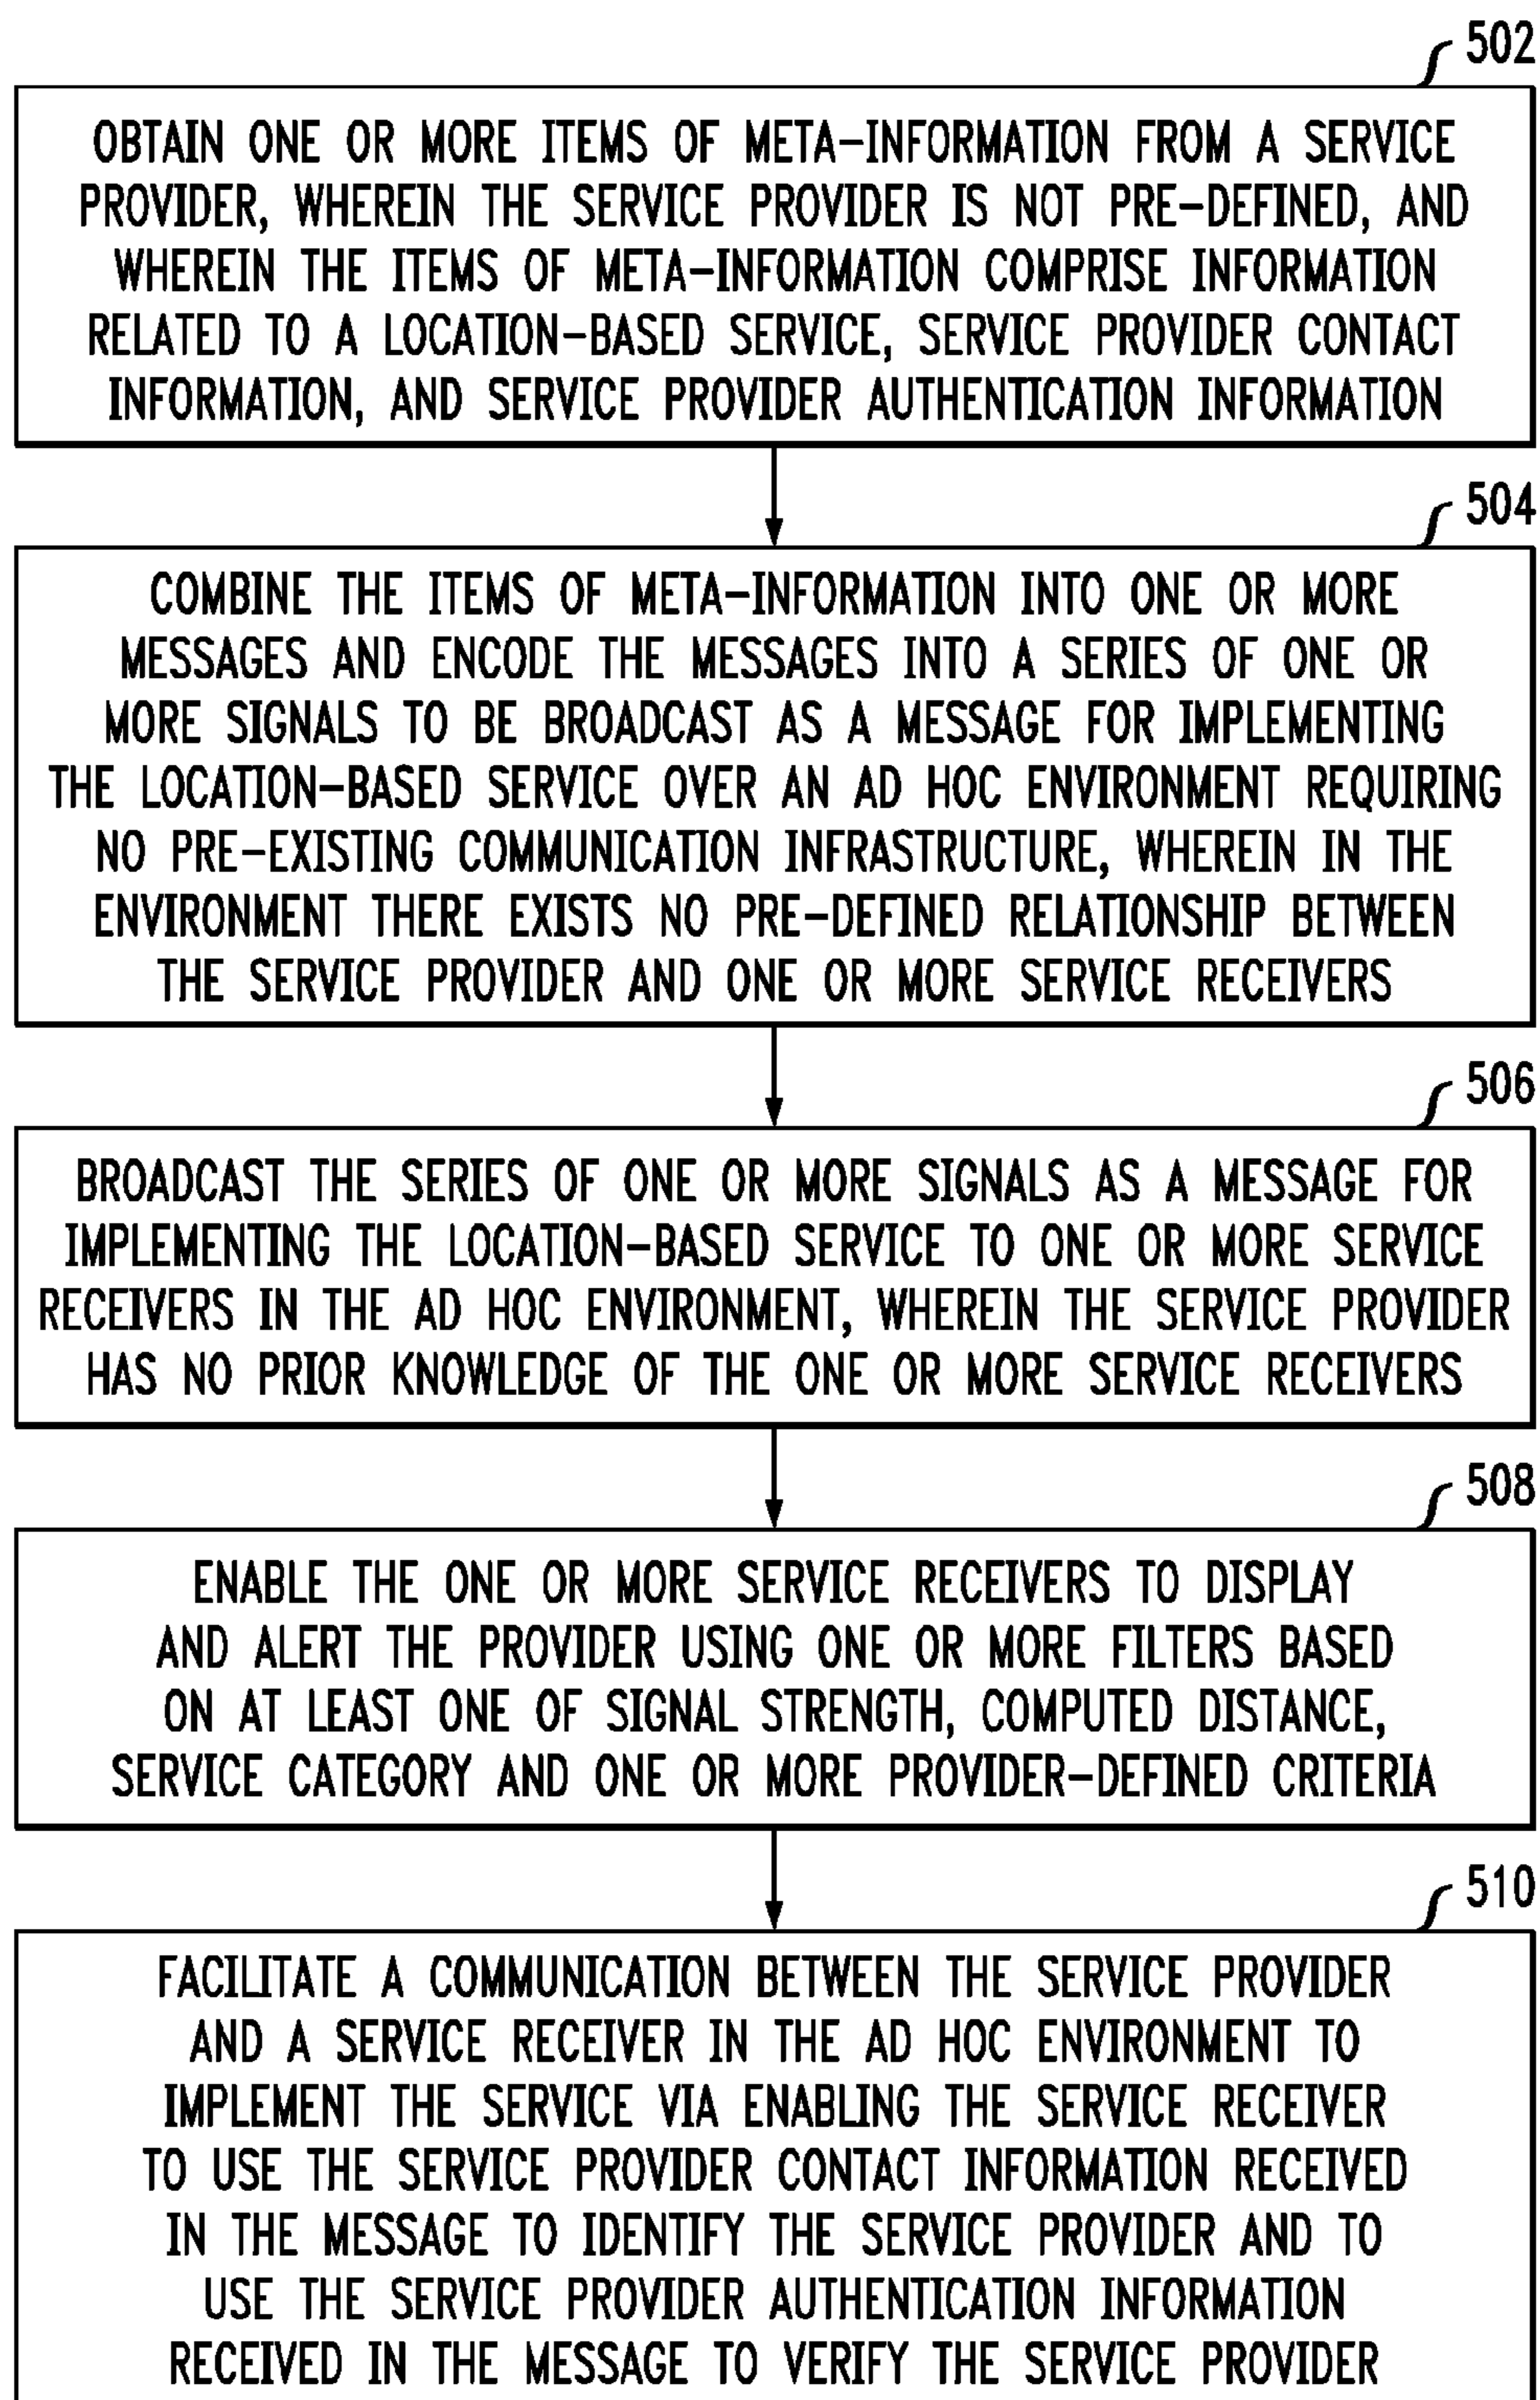 502
OBTAIN ONE OR MORE ITEMS OF META-INFORMATION FROM A SERVICE
PROVIDER, WHEREIN THE SERVICE PROVIDER IS NOT PRE-DEFINED, AND
WHEREIN THE ITEMS OF META-INFORMATION COMPRISE INFORMATION
RELATED TO A LOCATION-BASED SERVICE, SERVICE PROVIDER CONTACT
INFORMATION, AND SERVICE PROVIDER AUTHENTICATION INFORMATION
504
COMBINE THE ITEMS OF META-INFORMATION INTO ONE OR MORE
MESSAGES AND ENCODE THE MESSAGES INTO A SERIES OF ONE OR
MORE SIGNALS TO BE BROADCAST AS A MESSAGE FOR IMPLEMENTING
THE LOCATION-BASED SERVICE OVER AN AD HOC ENVIRONMENT REQUIRING
NO PRE-EXISTING COMMUNICATION INFRASTRUCTURE, WHEREIN IN THE
ENVIRONMENT THERE EXISTS NO PRE-DEFINED RELATIONSHIP BETWEEN
THE SERVICE PROVIDER AND ONE OR MORE SERVICE RECEIVERS
506
BROADCAST THE SERIES OF ONE OR MORE SIGNALS AS A MESSAGE FOR
IMPLEMENTING THE LOCATION-BASED SERVICE TO ONE OR MORE SERVICE
RECEIVERS IN THE AD HOC ENVIRONMENT, WHEREIN THE SERVICE PROVIDER
HAS NO PRIOR KNOWLEDGE OF THE ONE OR MORE SERVICE RECEIVERS
508
ENABLE THE ONE OR MORE SERVICE RECEIVERS TO DISPLAY
AND ALERT THE PROVIDER USING ONE OR MORE FILTERS BASED
ON AT LEAST ONE OF SIGNAL STRENGTH, COMPUTED DISTANCE,
SERVICE CATEGORY AND ONE OR MORE PROVIDER-DEFINED CRITERIA
510
FACILITATE A COMMUNICATION BETWEEN THE SERVICE PROVIDER
AND A SERVICE RECEIVER IN THE AD HOC ENVIRONMENT TO
IMPLEMENT THE SERVICE VIA ENABLING THE SERVICE RECEIVER
TO USE THE SERVICE PROVIDER CONTACT INFORMATION RECEIVED
IN THE MESSAGE TO IDENTIFY THE SERVICE PROVIDER AND TO
USE THE SERVICE PROVIDER AUTHENTICATION INFORMATION
RECEIVED IN THE MESSAGE TO VERIFY THE SERVICE PROVIDER